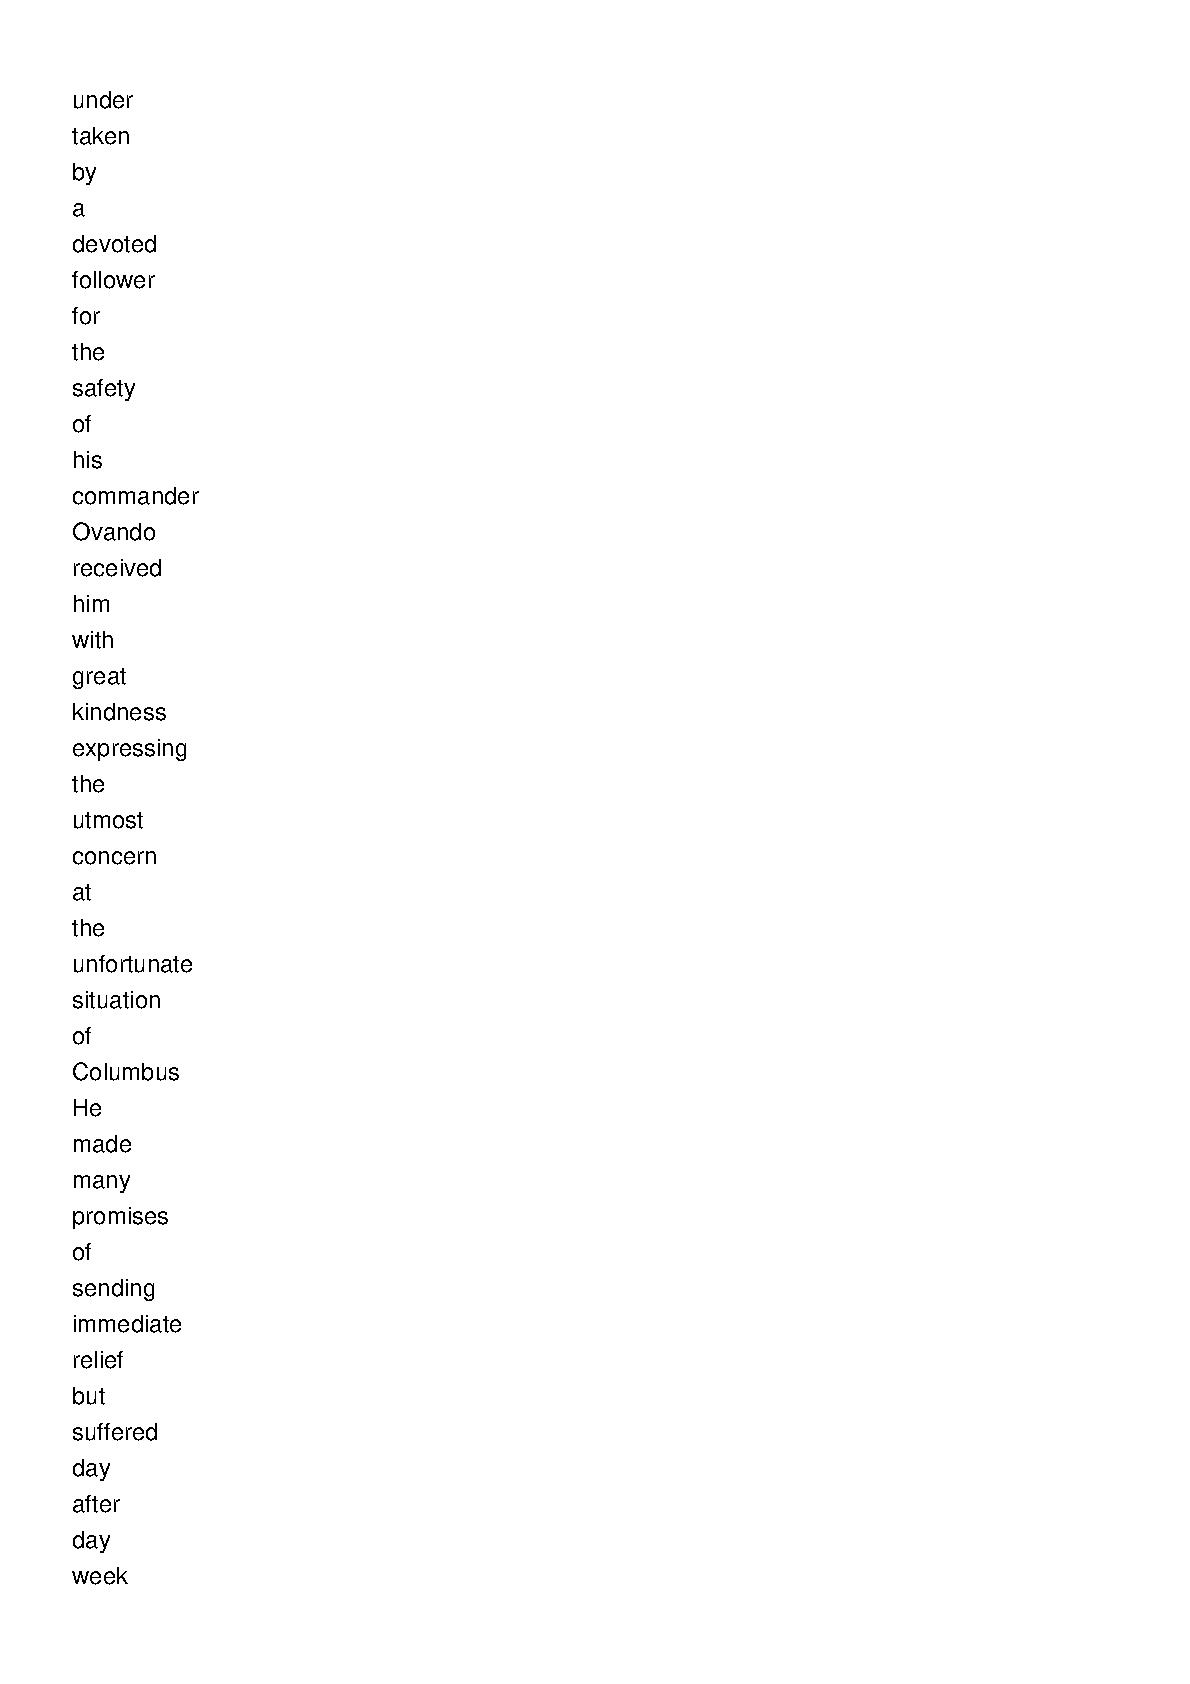 under
taken
by
a
devoted
follower
for
the
safety
of
his
commander
Ovando
received
him
with
great
kindness
expressing
the
utmost
concern
at
the
unfortunate
situation
of
Columbus
He
made
many
promises
of
sending
immediate
relief
but
suffered
day
after
day
week